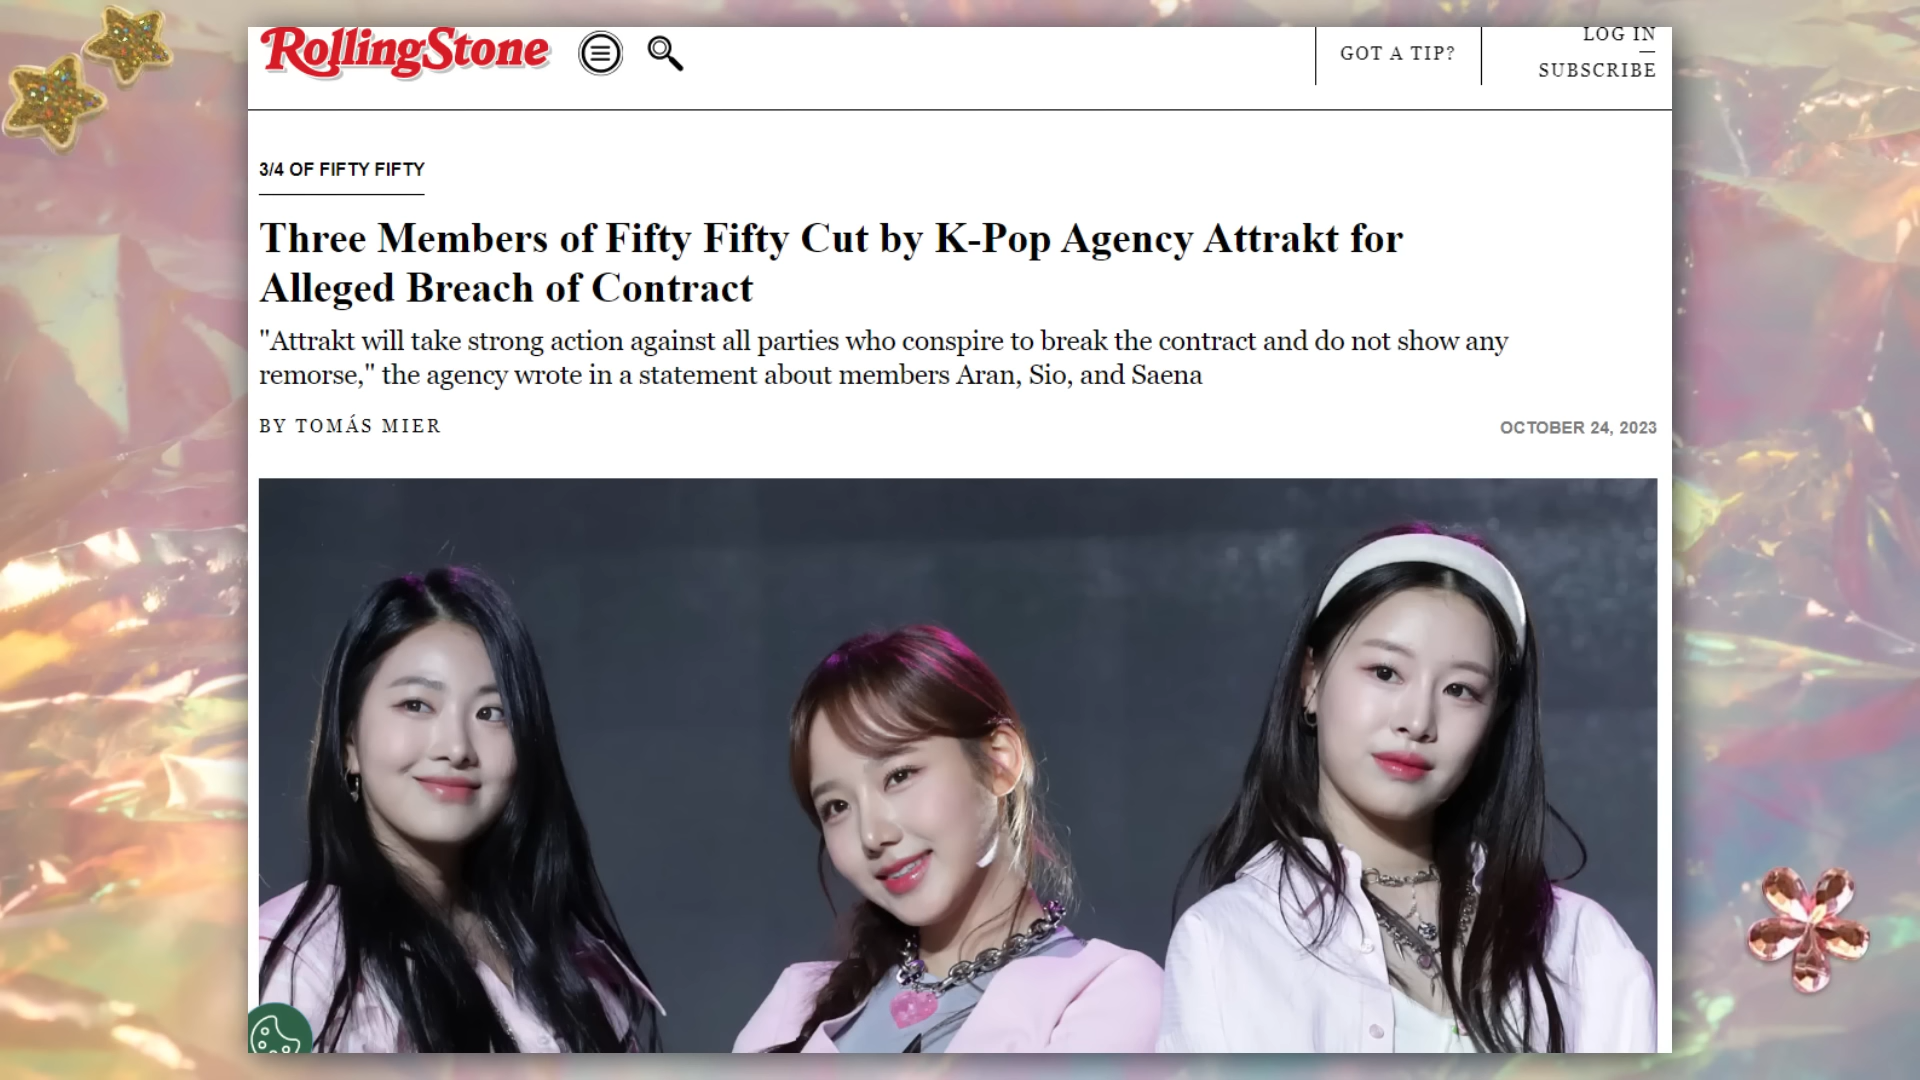 RollingStone
GOT A TIP?
LOG IN
SUBSCRIBE
3/4 OF FIFTY FIFTY
Three Members of Fifty Fifty Cut by K-Pop Agency Attrakt for
Alleged Breach of Contract
"Attrakt will take strong action against all parties who conspire to break the contract and do not show any
remorse," the agency wrote in a statement about members Aran, Sio, and Saena
BY TOMÁS MIER
OCTOBER 24, 2023